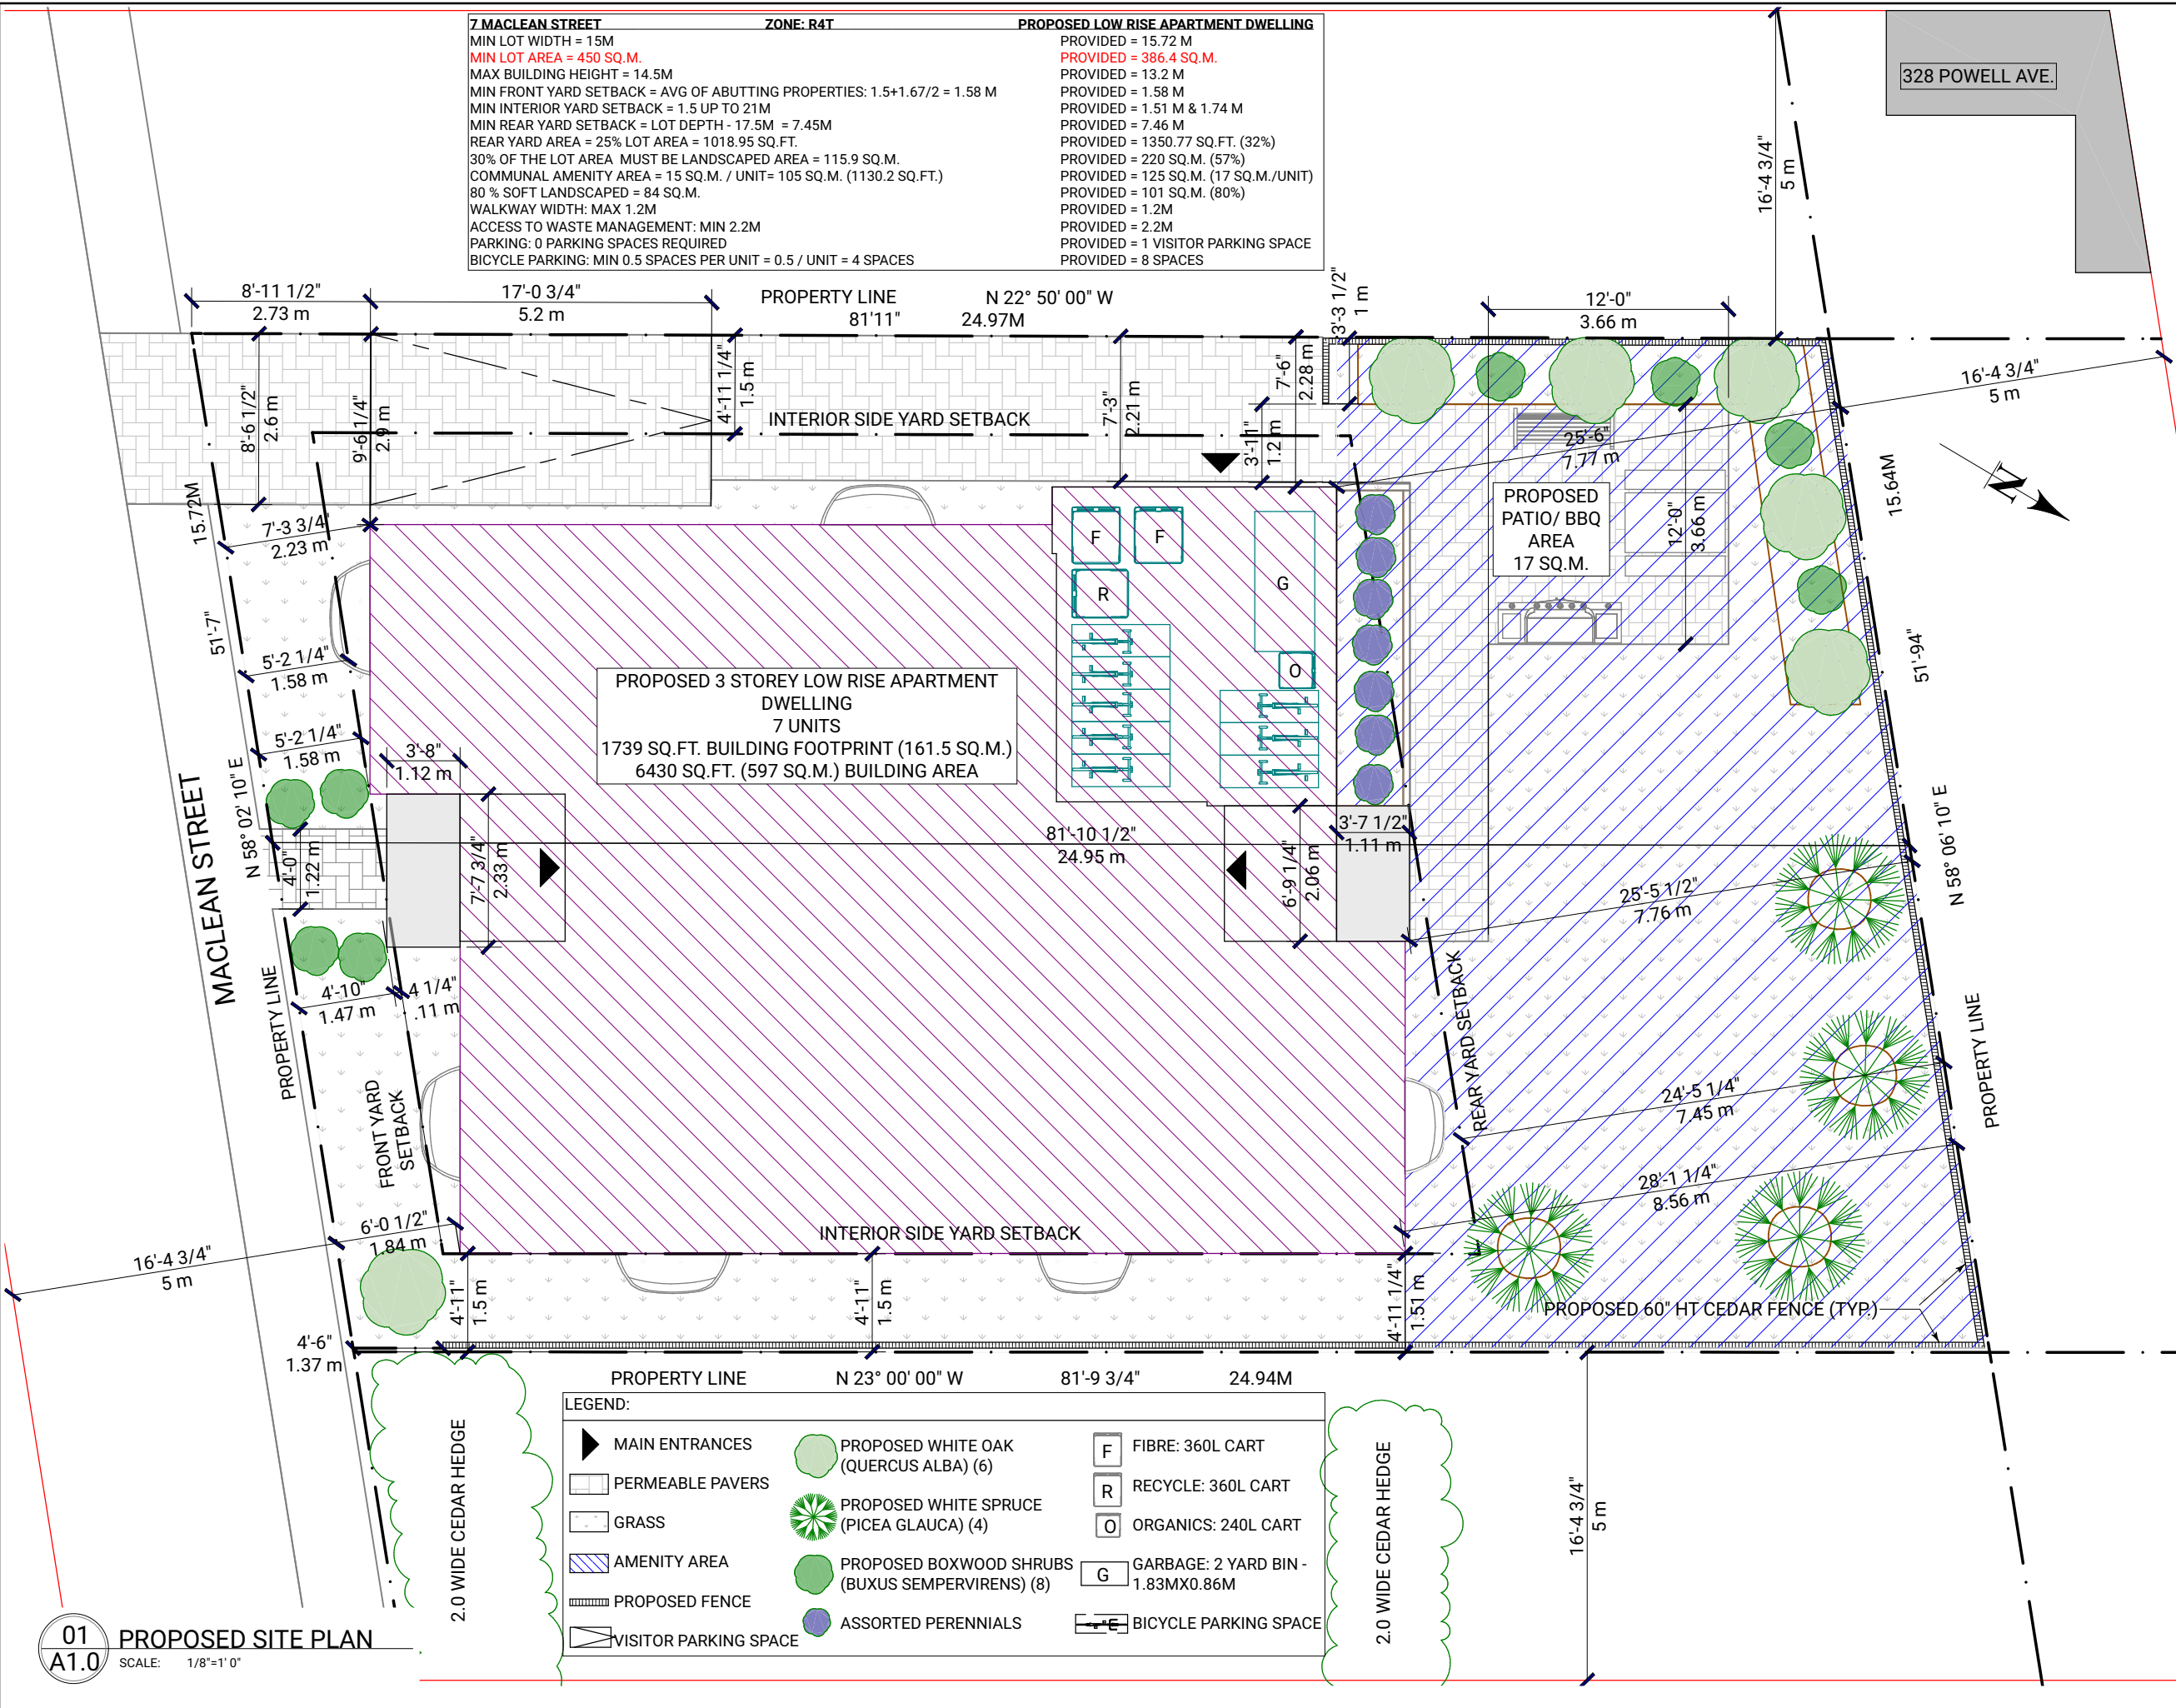 7 MACLEAN STREET ZONE: R4T PROPOSED LOW RISE APARTMENT DWELLING
MIN LOT WIDTH = 15M PROVIDED = 15.72 M
MIN LOT AREA = 450 SQ.M. PROVIDED = 386.4 SQ.M.
MAX BUILDING HEIGHT = 14.5M PROVIDED = 13.2 M
MIN FRONT YARD SETBACK = AVG OF ABUTTING PROPERTIES: 1.5+1.67/2 = 1.58 M PROVIDED = 1.58 M
MIN INTERIOR YARD SETBACK = 1.5 UP TO 21M PROVIDED = 1.51 M & 1.74 M
MIN REAR YARD SETBACK = LOT DEPTH - 17.5M = 7.45M PROVIDED = 7.46 M
REAR YARD AREA = 25% LOT AREA = 1018.95 SQ.FT. PROVIDED = 1350.77 SQ.FT. (32%)
30% OF THE LOT AREA MUST BE LANDSCAPED AREA = 115.9 SQ.M. PROVIDED = 220 SQ.M. (57%)
COMMUNAL AMENITY AREA = 15 SQ.M. / UNIT= 105 SQ.M. (1130.2 SQ.FT.) PROVIDED = 125 SQ.M. (17 SQ.M./UNIT)
80 % SOFT LANDSCAPED = 84 SQ.M. PROVIDED = 101 SQ.M. (80%)
WALKWAY WIDTH: MAX 1.2M PROVIDED = 1.2M
ACCESS TO WASTE MANAGEMENT: MIN 2.2M PROVIDED = 2.2M
PARKING: 0 PARKING SPACES REQUIRED PROVIDED = 1 VISITOR PARKING SPACE
BICYCLE PARKING: MIN 0.5 SPACES PER UNIT = 0.5 / UNIT = 4 SPACES PROVIDED = 8 SPACES
328 POWELL AVE.
16'-4 3/4"
5 m
8'-11 1/2"
2.73 m
17'-0 3/4"
5.2 m
PROPERTY LINE N 22° 50' 00" W
81'11" 24.97M
3'-3 1/2"
1 m
12'-0"
3.66 m
16'-4 3/4"
5 m
8'-6 1/2"
2.6 m
9'-6 1/4"
2.9 m
4'-11 1/4"
1.5 m
INTERIOR SIDE YARD SETBACK
7'-3"
2.21 m
7'-6"
2.28 m
3'-11"
1.2 m
25'-6"
7.77 m
15.72M
7'-3 3/4"
2.23 m
51'-7"
5'-2 1/4"
1.58 m
5'-2 1/4"
1.58 m
3'-8"
1.12 m
F
F
R
G
O
PROPOSED
PATIO/ BBQ
AREA
17 SQ.M.
12'-0"
3.66 m
15.64M
51'-94"
N
PROPOSED 3 STOREY LOW RISE APARTMENT
DWELLING
7 UNITS
1739 SQ.FT. BUILDING FOOTPRINT (161.5 SQ.M.)
6430 SQ.FT. (597 SQ.M.) BUILDING AREA
MACLEAN STREET
N 58° 02' 10" E
4'-0"
1.22 m
7'-7 3/4"
2.33 m
81'-10 1/2"
24.95 m
6'-9 1/4"
2.06 m
3'-7 1/2"
1.11 m
25'-5 1/2"
7.76 m
N 58° 06' 10" E
PROPERTY LINE
4'-10"
1.47 m
4 1/4"
.11 m
FRONT YARD
SETBACK
REAR YARD SETBACK
24'-5 1/4"
7.45 m
PROPERTY LINE
28'-1 1/4"
8.56 m
6'-0 1/2"
1.84 m
INTERIOR SIDE YARD SETBACK
16'-4 3/4"
5 m
4'-11"
1.5 m
4'-11"
1.5 m
4'-11 1/4"
1.51 m
PROPOSED 60" HT CEDAR FENCE (TYP.)
4'-6"
1.37 m
PROPERTY LINE N 23° 00' 00" W 81'-9 3/4" 24.94M
2.0 WIDE CEDAR HEDGE
LEGEND:
MAIN ENTRANCES
PERMEABLE PAVERS
GRASS
AMENITY AREA
PROPOSED FENCE
VISITOR PARKING SPACE
PROPOSED WHITE OAK
(QUERCUS ALBA) (6)
PROPOSED WHITE SPRUCE
(PICEA GLAUCA) (4)
PROPOSED BOXWOOD SHRUBS
(BUXUS SEMPERVIRENS) (8)
ASSORTED PERENNIALS
F FIBRE: 360L CART
R RECYCLE: 360L CART
O ORGANICS: 240L CART
G GARBAGE: 2 YARD BIN -
1.83MX0.86M
BICYCLE PARKING SPACE
2.0 WIDE CEDAR HEDGE
16'-4 3/4"
5 m
01
A1.0
PROPOSED SITE PLAN
SCALE: 1/8"=1' 0"